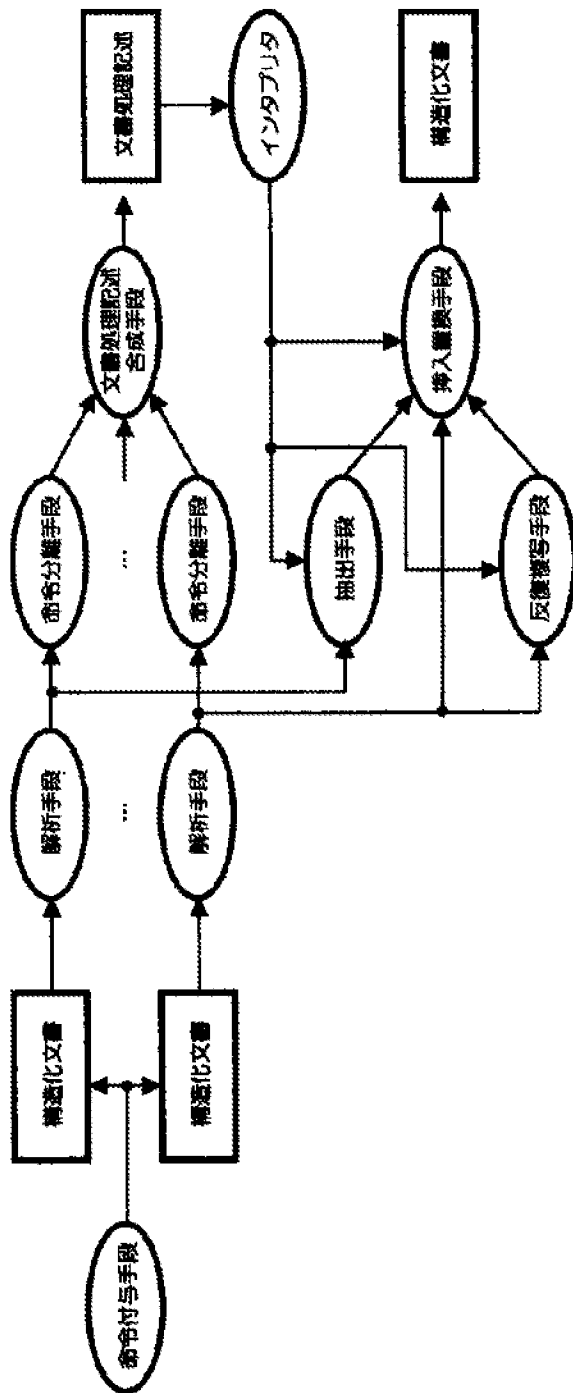 命令付与手段
構造化文書
構造化文書
解析手段
...
解析手段
命令分離手段
...
命令分離手段
文書処理記述
合成手段
文書処理記述
インタプリタ
抽出手段
反復複写手段
挿入置換手段
構造化文書